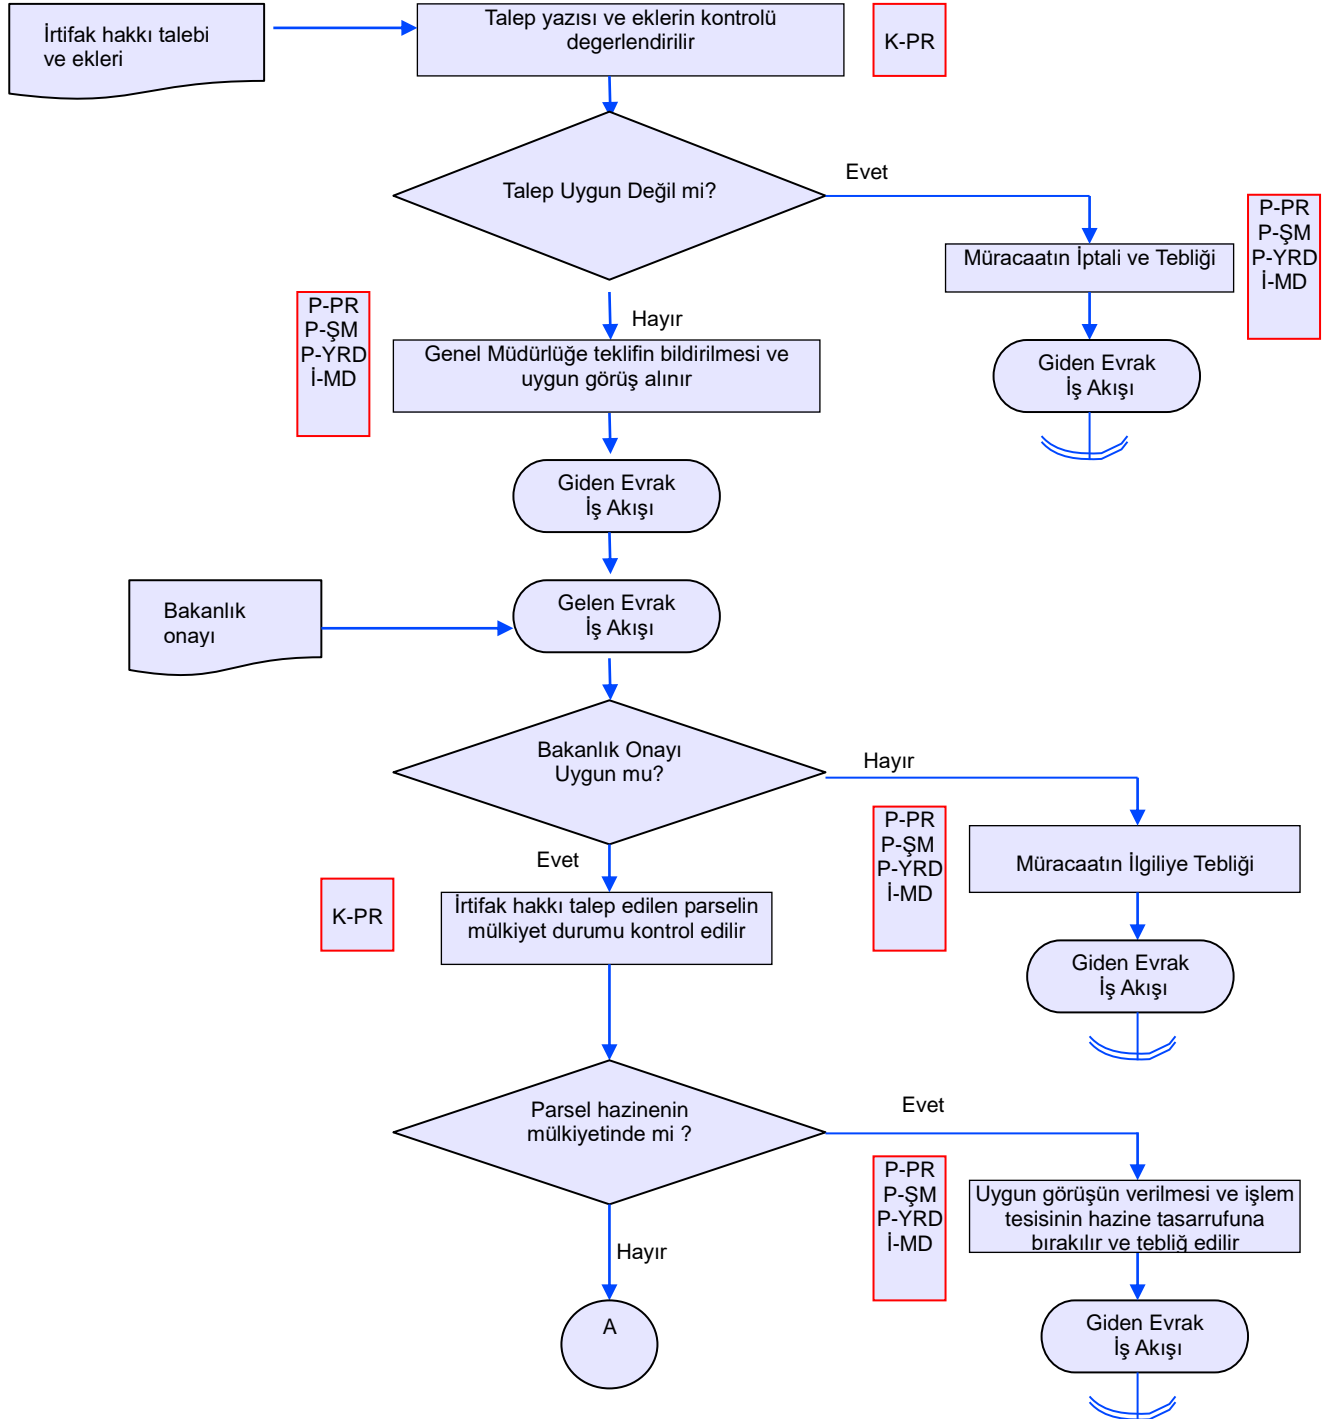 İrtifak hakkı talebi
ve ekleri
Talep yazısı ve eklerin kontrolü
degerlendirilir
K-PR
Talep Uygun Değil mi?
Evet
P-PR
P-ŞM
P-YRD
İ-MD
Müracaatın İptali ve Tebliği
Giden Evrak
İş Akışı
P-PR
P-ŞM
P-YRD
İ-MD
Hayır
Genel Müdürlüğe teklifin bildirilmesi ve
uygun görüş alınır
Giden Evrak
İş Akışı
Bakanlık
onayı
Gelen Evrak
İş Akışı
Bakanlık Onayı
Uygun mu?
Hayır
P-PR
P-ŞM
P-YRD
İ-MD
Müracaatın İlgiliye Tebliği
Giden Evrak
İş Akışı
Evet
K-PR
İrtifak hakkı talep edilen parselin
mülkiyet durumu kontrol edilir
Parsel hazinenin
mülkiyetinde mi ?
Evet
P-PR
P-ŞM
P-YRD
İ-MD
Uygun görüşün verilmesi ve işlem
tesisinin hazine tasarrufuna
bırakılır ve tebliğ edilir
Giden Evrak
İş Akışı
Hayır
A